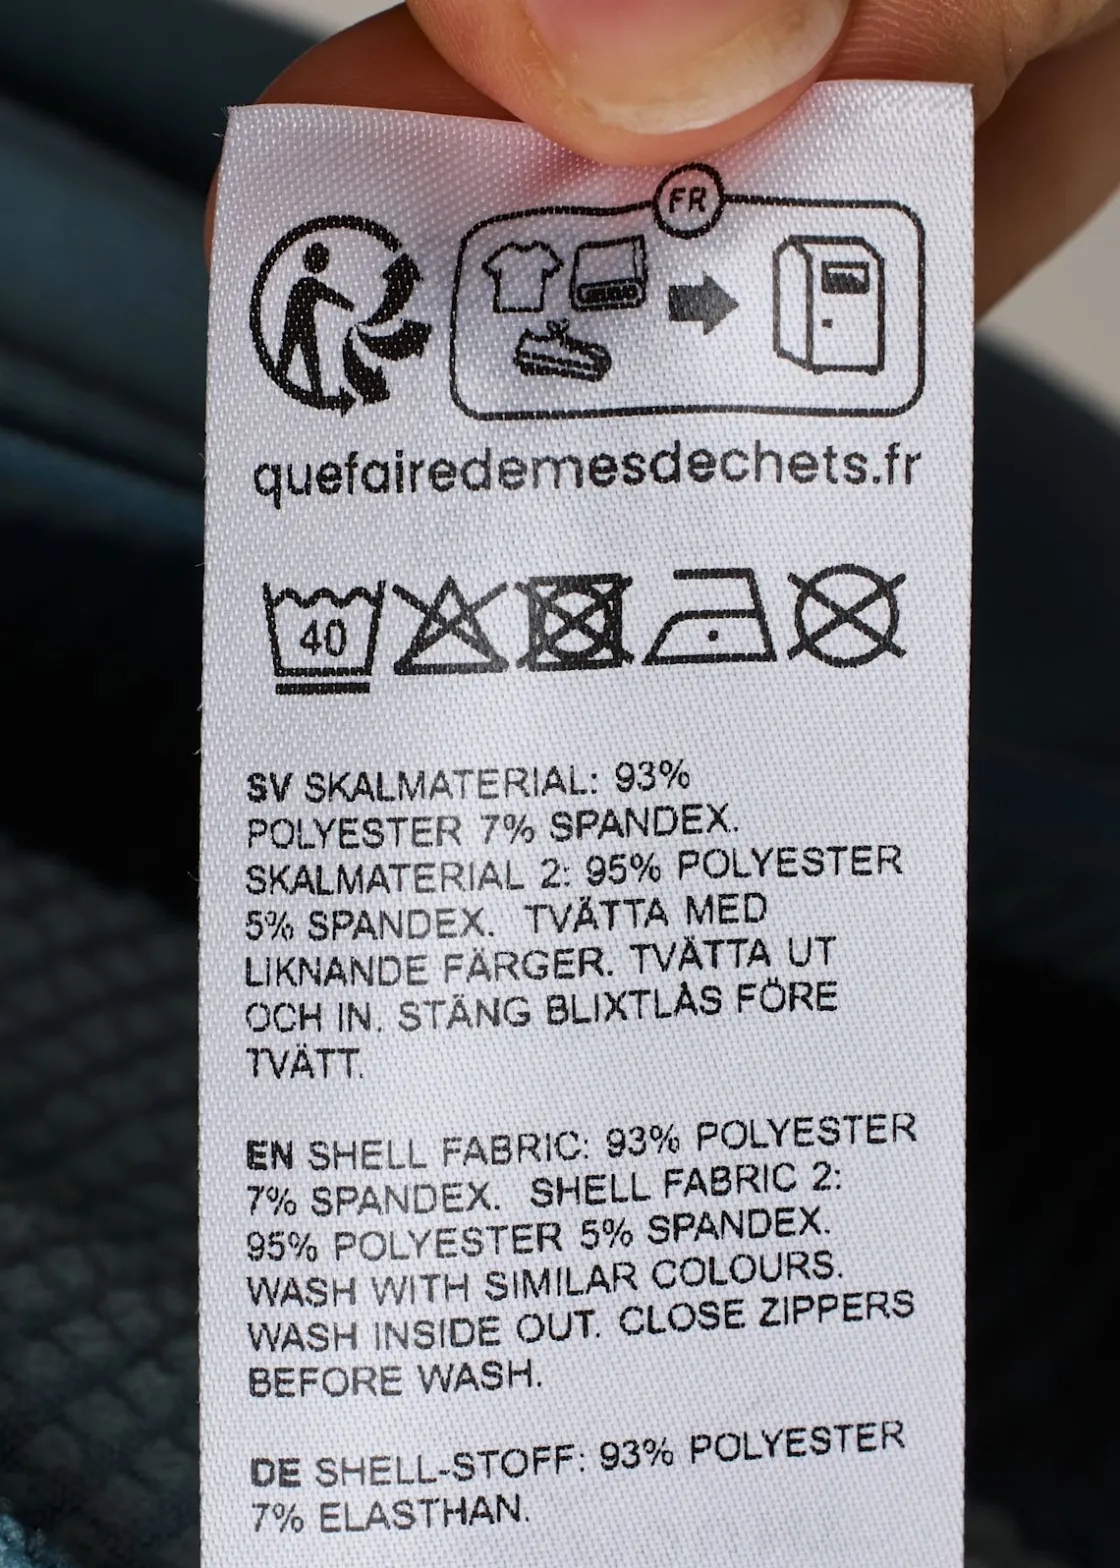 FR
quefairedemesdechets.fr
40
SV SKALMATERIAL: 93%
POLYESTER 7% SPANDEX.
SKALMATERIAL 2: 95% POLYESTER
5% SPANDEX. TVÄTTA MED
LIKNANDE FÄRGER. TVÄTTA UT
OCH IN. STÄNG BLIXTLÅS FÖRE
TVÄTT.
EN SHELL FABRIC: 93% POLYESTER
7% SPANDEX. SHELL FABRIC 2:
95% POLYESTER 5% SPANDEX.
WASH WITH SIMILAR COLOURS.
WASH INSIDE OUT. CLOSE ZIPPERS
BEFORE WASH.
DE SHELL-STOFF: 93% POLYESTER
7% ELASTHAN.